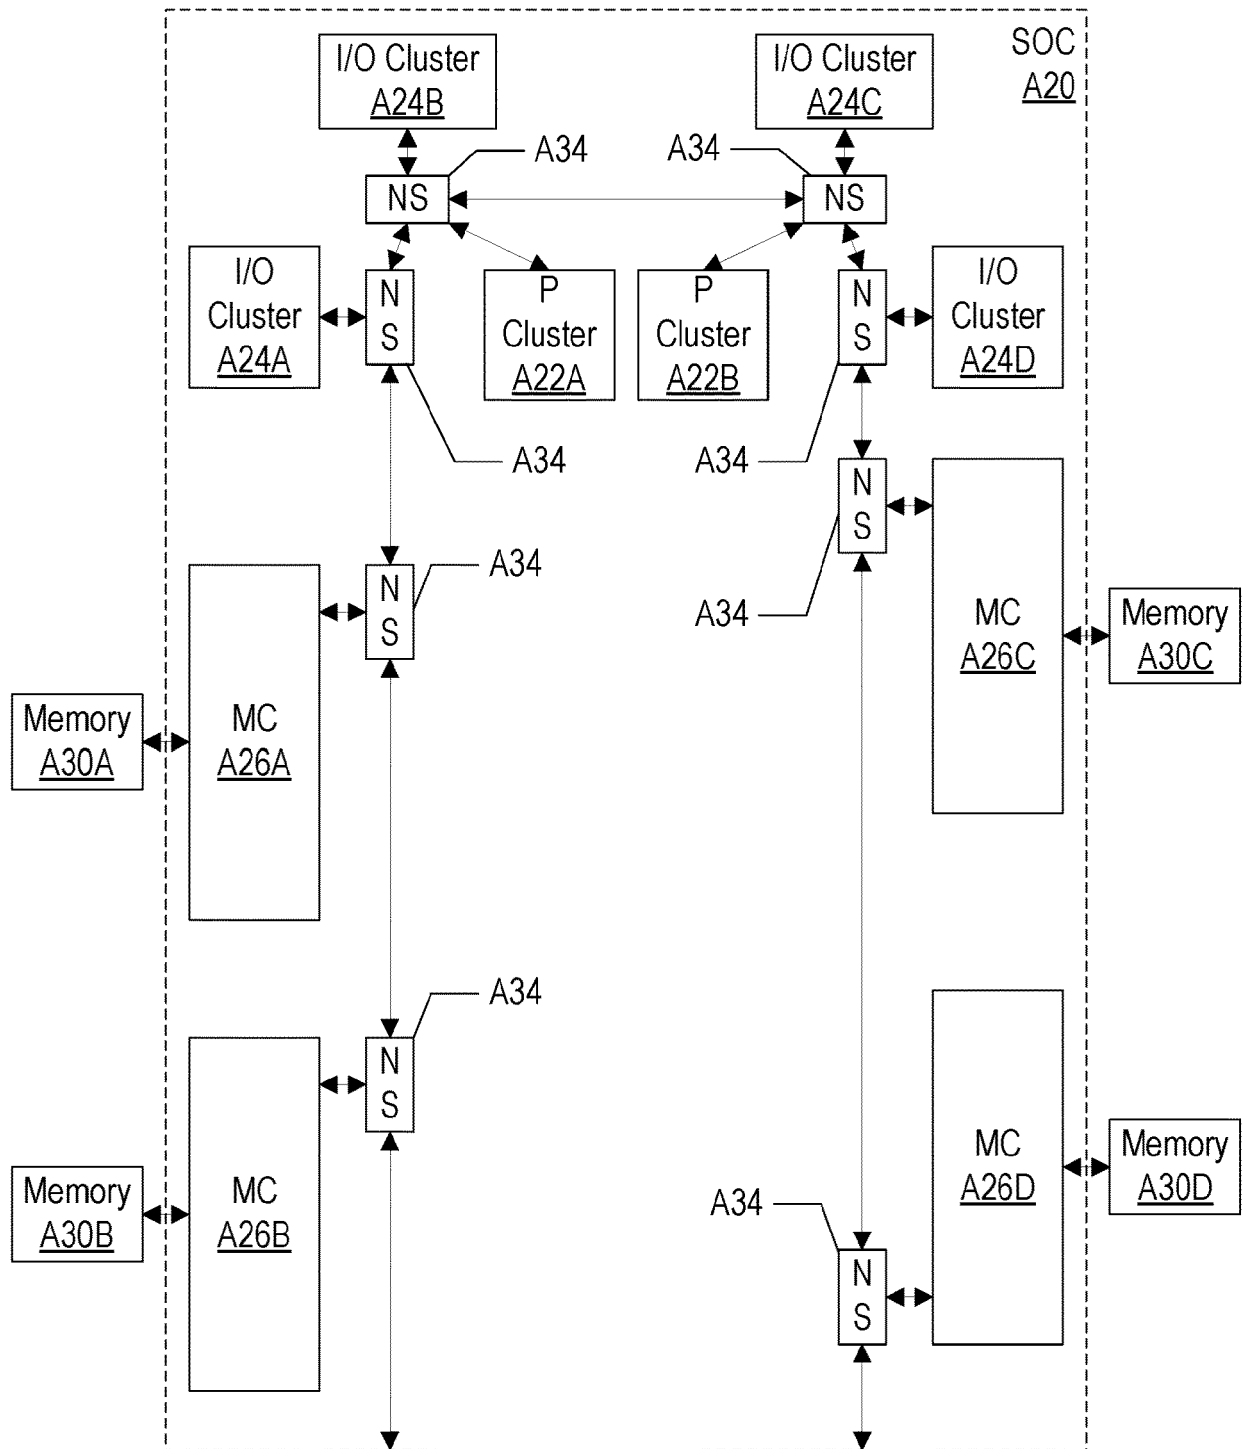 I/O Cluster
A24B
I/O Cluster
A24C
SOC
A20
A34
A34
NS
NS
I/O
Cluster
A24A
N
S
P
Cluster
A22A
P
Cluster
A22B
N
S
I/O
Cluster
A24D
A34
A34
N
S
A34
N
S
A34
MC
A26C
Memory
A30C
Memory
A30A
MC
A26A
A34
N
S
MC
A26D
Memory
A30D
Memory
A30B
MC
A26B
A34
N
S